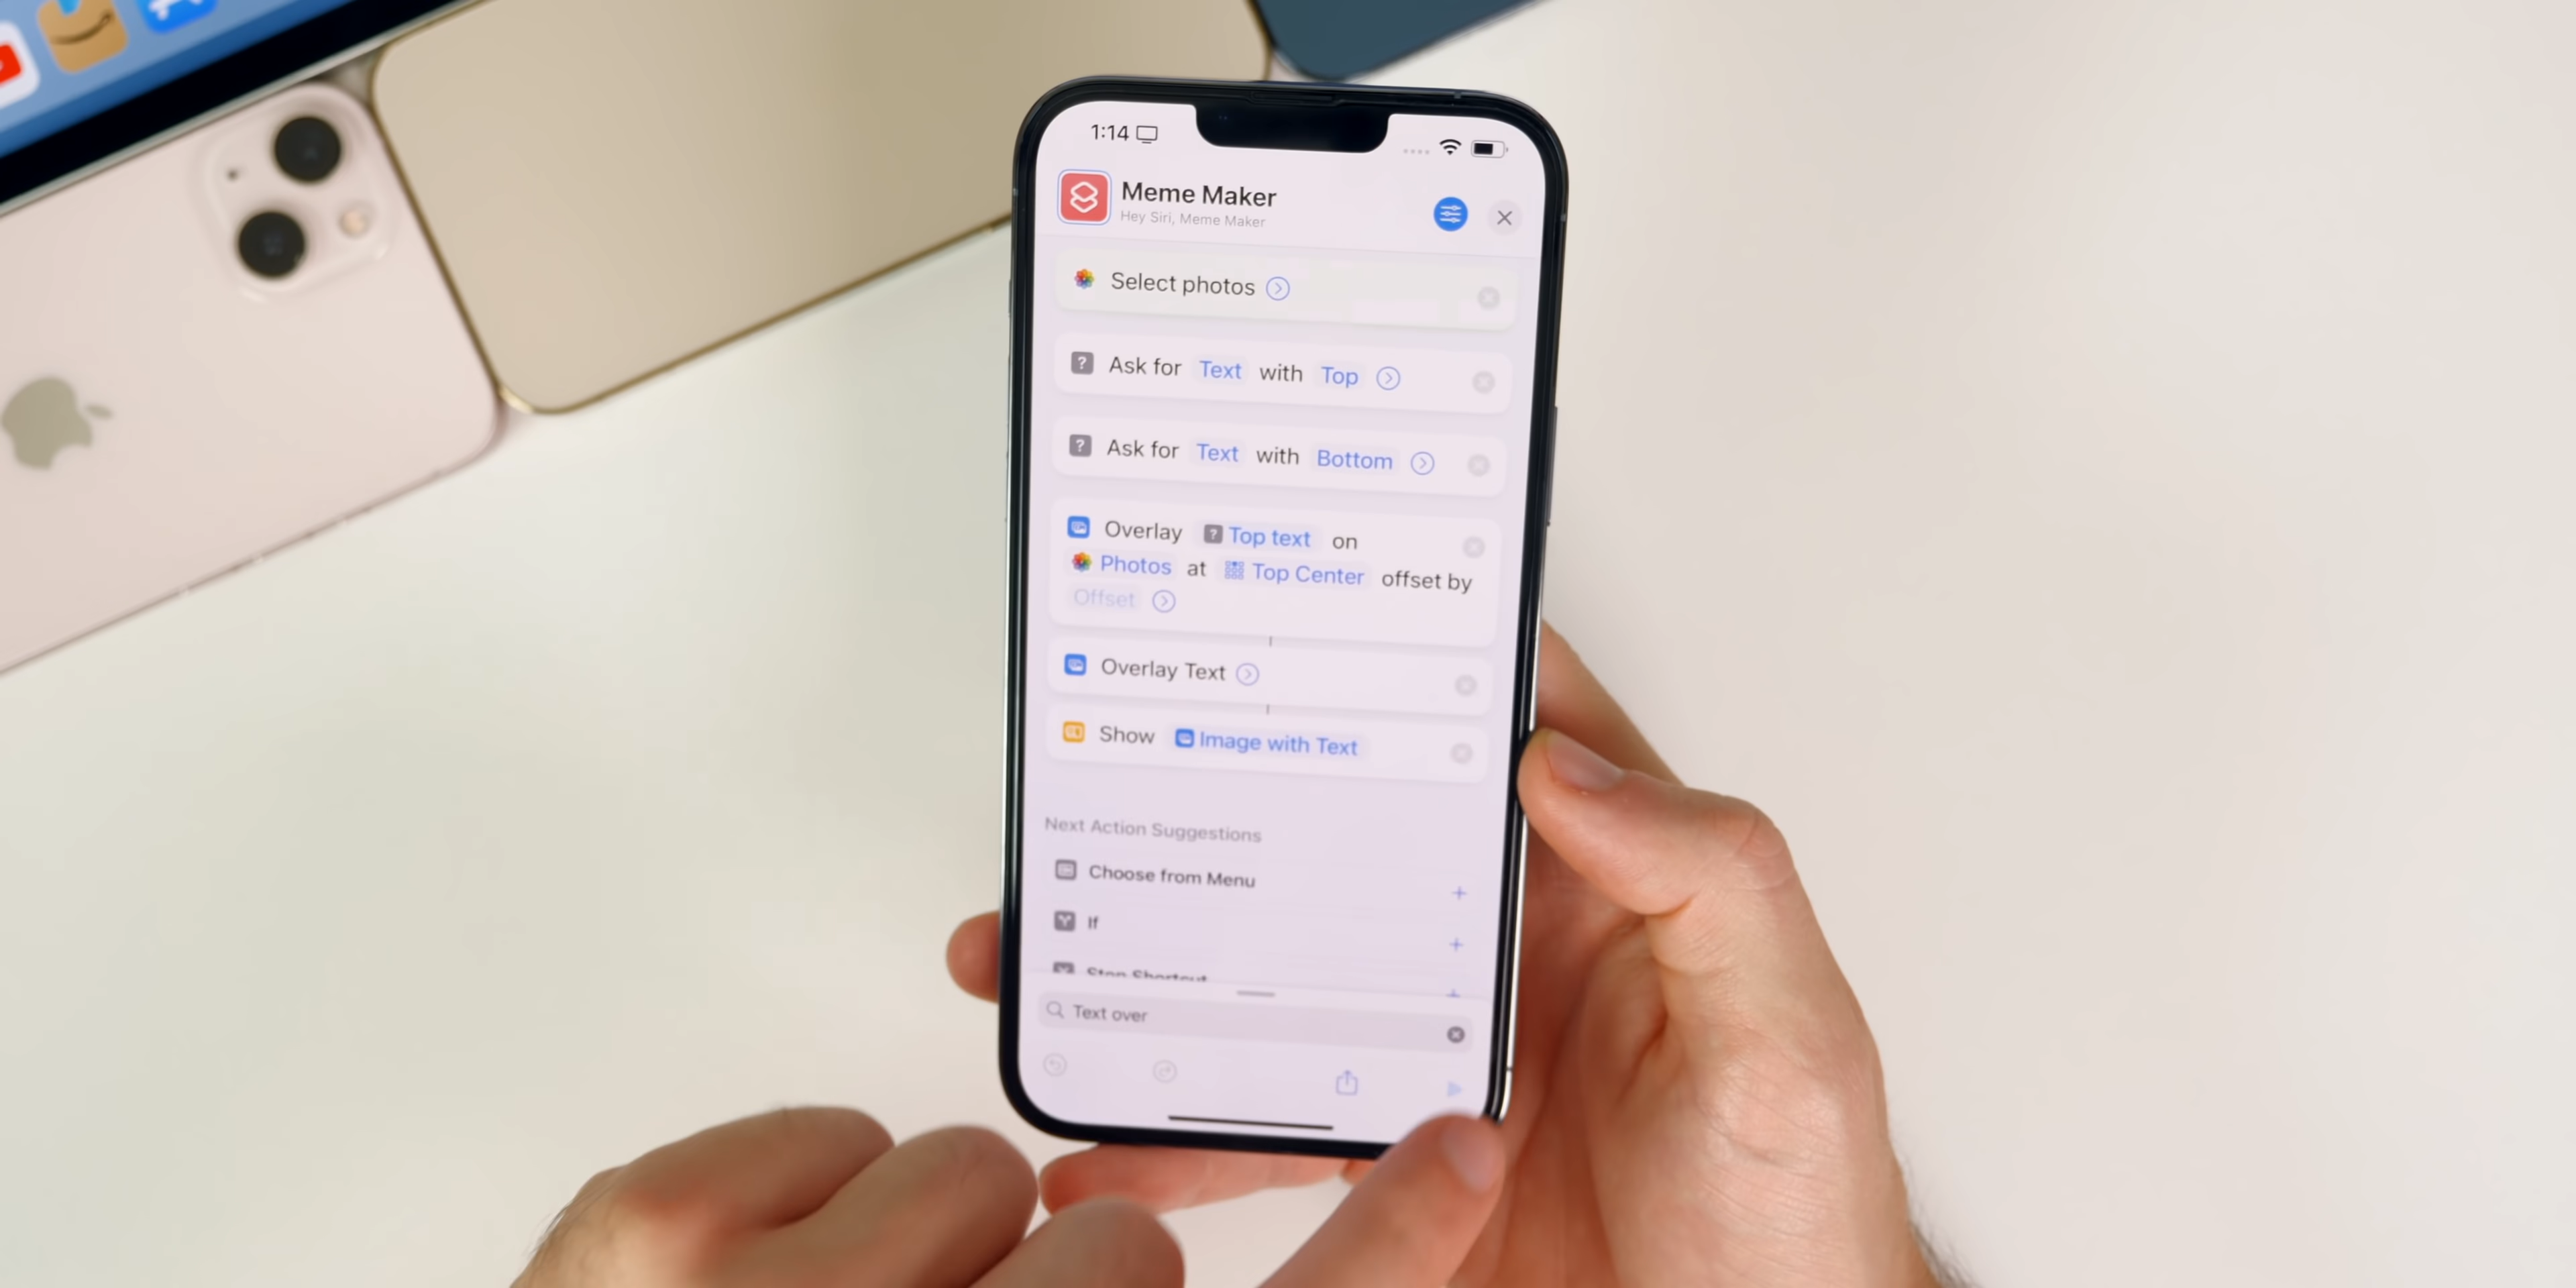 1:14
Meme Maker
Hey Siri, Meme Maker
Select photos
Ask for Text with Top
Ask for Text with Bottom
Overlay Top text on
Photos at Top Center offset by
Offset
Overlay Text
Show Image with Text
Next Action Suggestions
Choose from Menu
If
Stop Shortcut
Text over